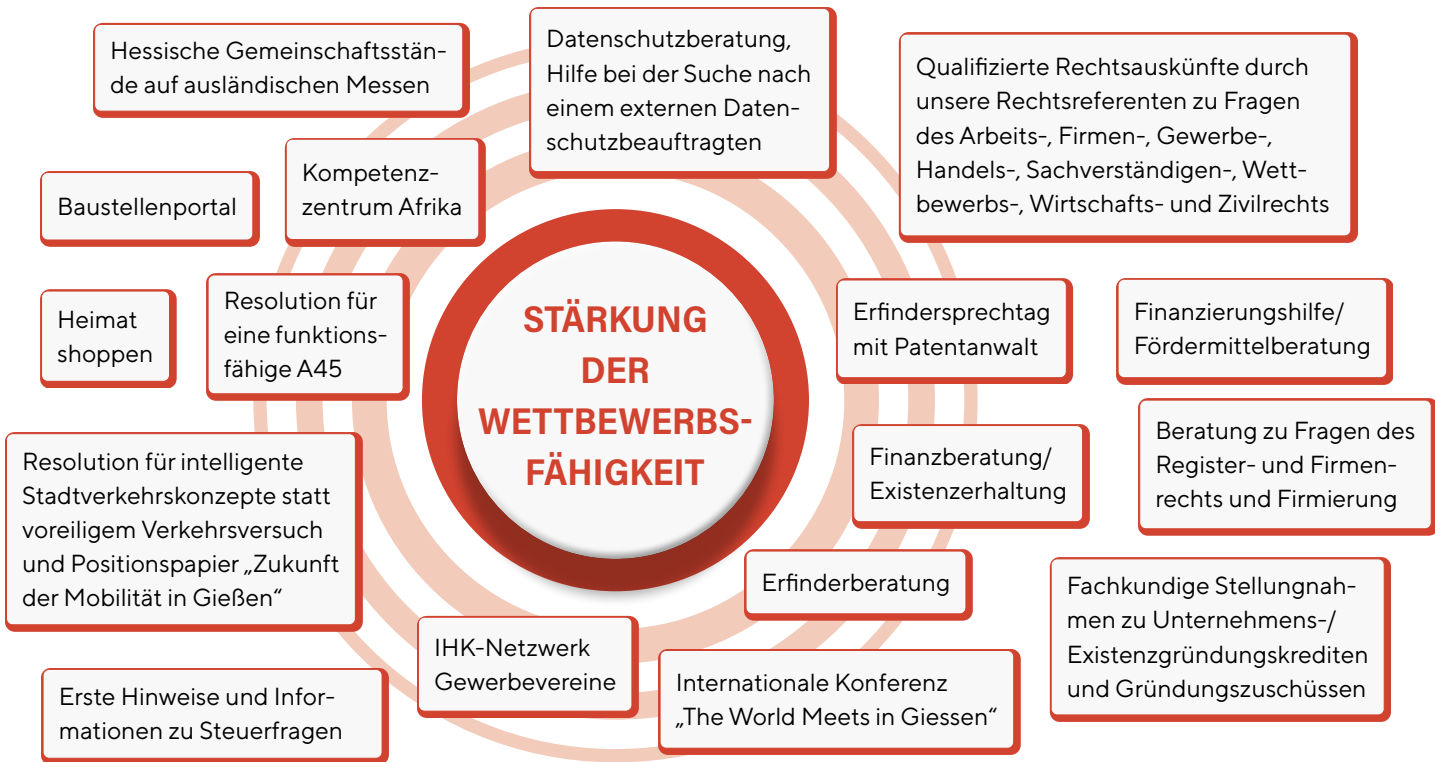 Hessische Gemeinschaftsstän-
de auf ausländischen Messen
Datenschutzberatung,
Hilfe bei der Suche nach
einem externen Daten-
schutzbeauftragten
Qualifizierte Rechtsauskünfte durch
unsere Rechtsreferenten zu Fragen
des Arbeits-, Firmen-, Gewerbe-,
Handels-, Sachverständigen-, Wett-
bewerbs-, Wirtschafts- und Zivilrechts
Baustellenportal
Kompetenz-
zentrum Afrika
Heimat
shoppen
Resolution für
eine funktions-
fähige A45
STÄRKUNG
DER
WETTBEWERBS-
FÄHIGKEIT
Erfindersprechtag
mit Patentanwalt
Finanzierungshilfe/
Fördermittelberatung
Resolution für intelligente
Stadtverkehrskonzepte statt
voreiligem Verkehrsversuch
und Positionspapier „Zukunft
der Mobilität in Gießen“
Finanzberatung/
Existenzerhaltung
Beratung zu Fragen des
Register- und Firmen-
rechts und Firmierung
Erfinderberatung
Fachkundige Stellungnah-
men zu Unternehmens-/
Existenzgründungskrediten
und Gründungszuschüssen
Erste Hinweise und Infor-
mationen zu Steuerfragen
IHK-Netzwerk
Gewerbevereine
Internationale Konferenz
„The World Meets in Giessen“